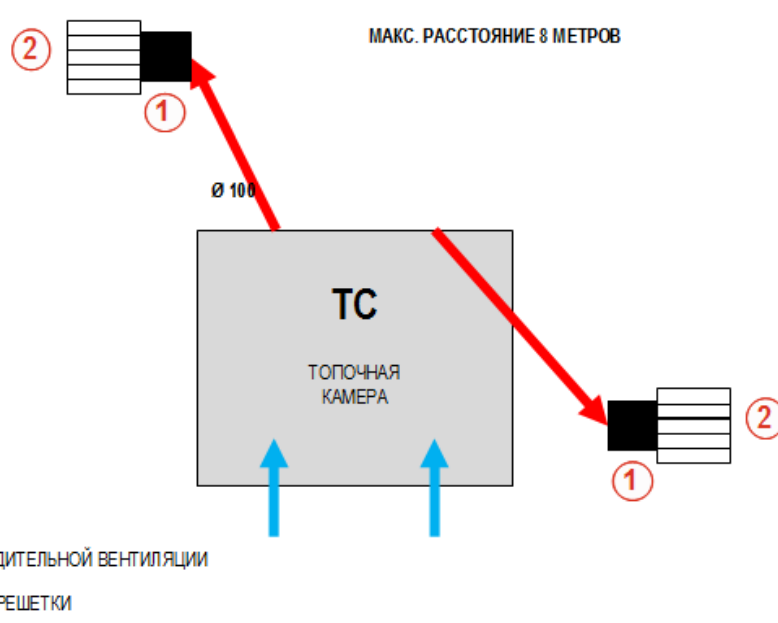 МАКС. РАССТОЯНИЕ 8 МЕТРОВ
2
1
Ø 100
ТС
ТОПОЧНАЯ
КАМЕРА
2
1
ДИТЕЛЬНОЙ ВЕНТИЛЯЦИИ
РЕШЕТКИ